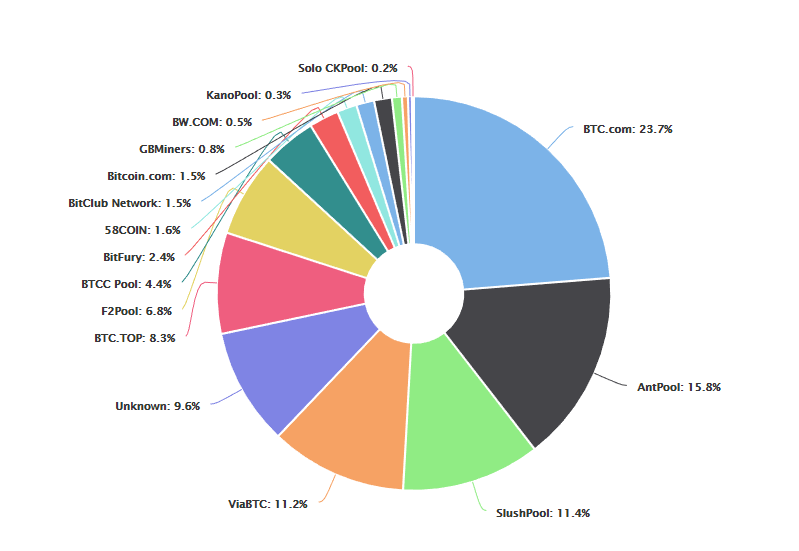 Solo CKPool: 0.2%
KanoPool: 0.3%
BW.COM: 0.5%
BTC.com: 23.7%
GBMiners: 0.8%
Bitcoin.com: 1.5%
BitClub Network: 1.5%
58COIN: 1.6%
BitFury: 2.4%
BTCC Pool: 4.4%
F2Pool: 6.8%
BTC.TOP: 8.3%
AntPool: 15.8%
Unknown: 9.6%
ViaBTC: 11.2%
SlushPool: 11.4%